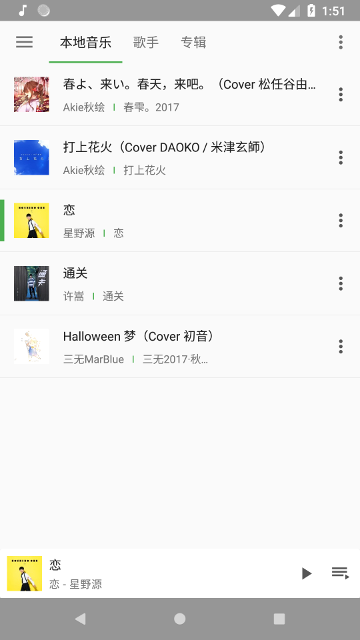 1:51
本地音乐 歌手 专辑
春よ、来い。春天，来吧。（Cover 松任谷由...
Akie秋绘 | 春雫。2017
打上花火（Cover DAOKO / 米津玄師）
Akie秋绘 | 打上花火
恋
星野源 | 恋
通关
许嵩 | 通关
Halloween 梦（Cover 初音）
三无MarBlue | 三无2017·秋...
恋
恋 - 星野源